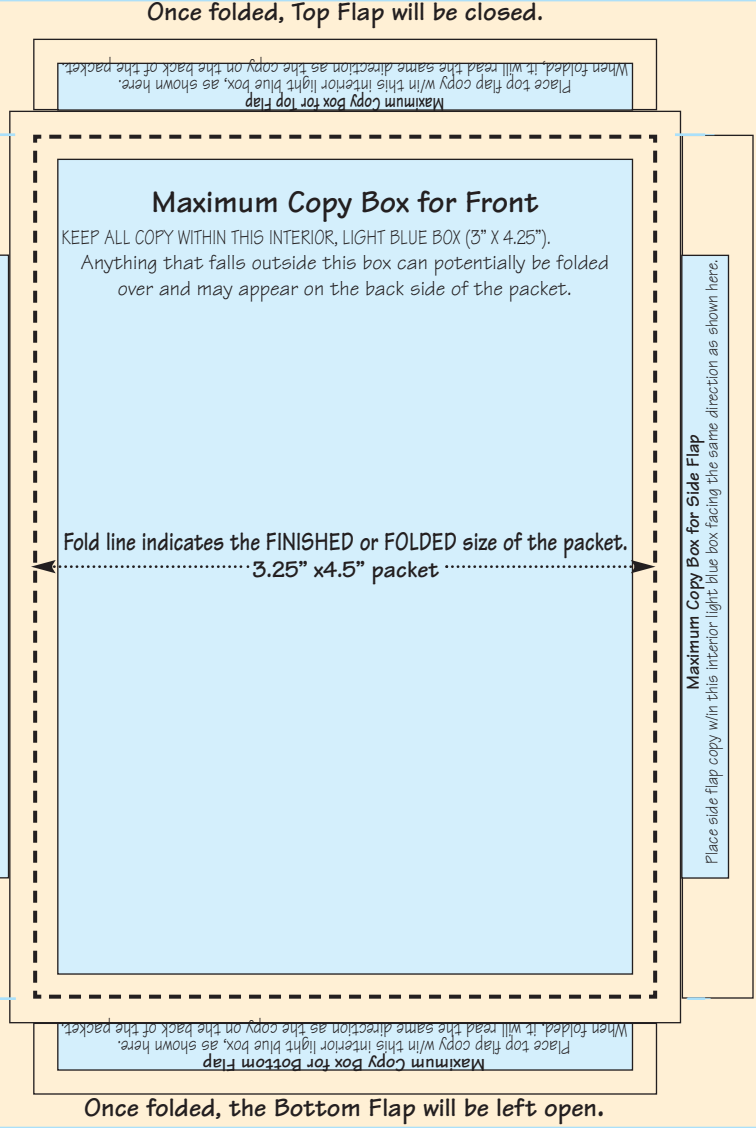 Once folded, Top Flap will be closed.
Maximum Copy Box for Top Flap
Place top flap copy w/in this interior light blue box, as shown here.
When folded, it will read the same direction as the copy on the back of the packet.
Maximum Copy Box for Front
KEEP ALL COPY WITHIN THIS INTERIOR, LIGHT BLUE BOX (3” X 4.25”).
Anything that falls outside this box can potentially be folded
over and may appear on the back side of the packet.
Fold line indicates the FINISHED or FOLDED size of the packet.
3.25” x4.5” packet
Maximum Copy Box for Side Flap
Place side flap copy w/in this interior light blue box facing the same direction as shown here.
Maximum Copy Box for Bottom Flap
Place top flap copy w/in this interior light blue box, as shown here.
When folded, it will read the same direction as the copy on the back of the packet.
Once folded, the Bottom Flap will be left open.